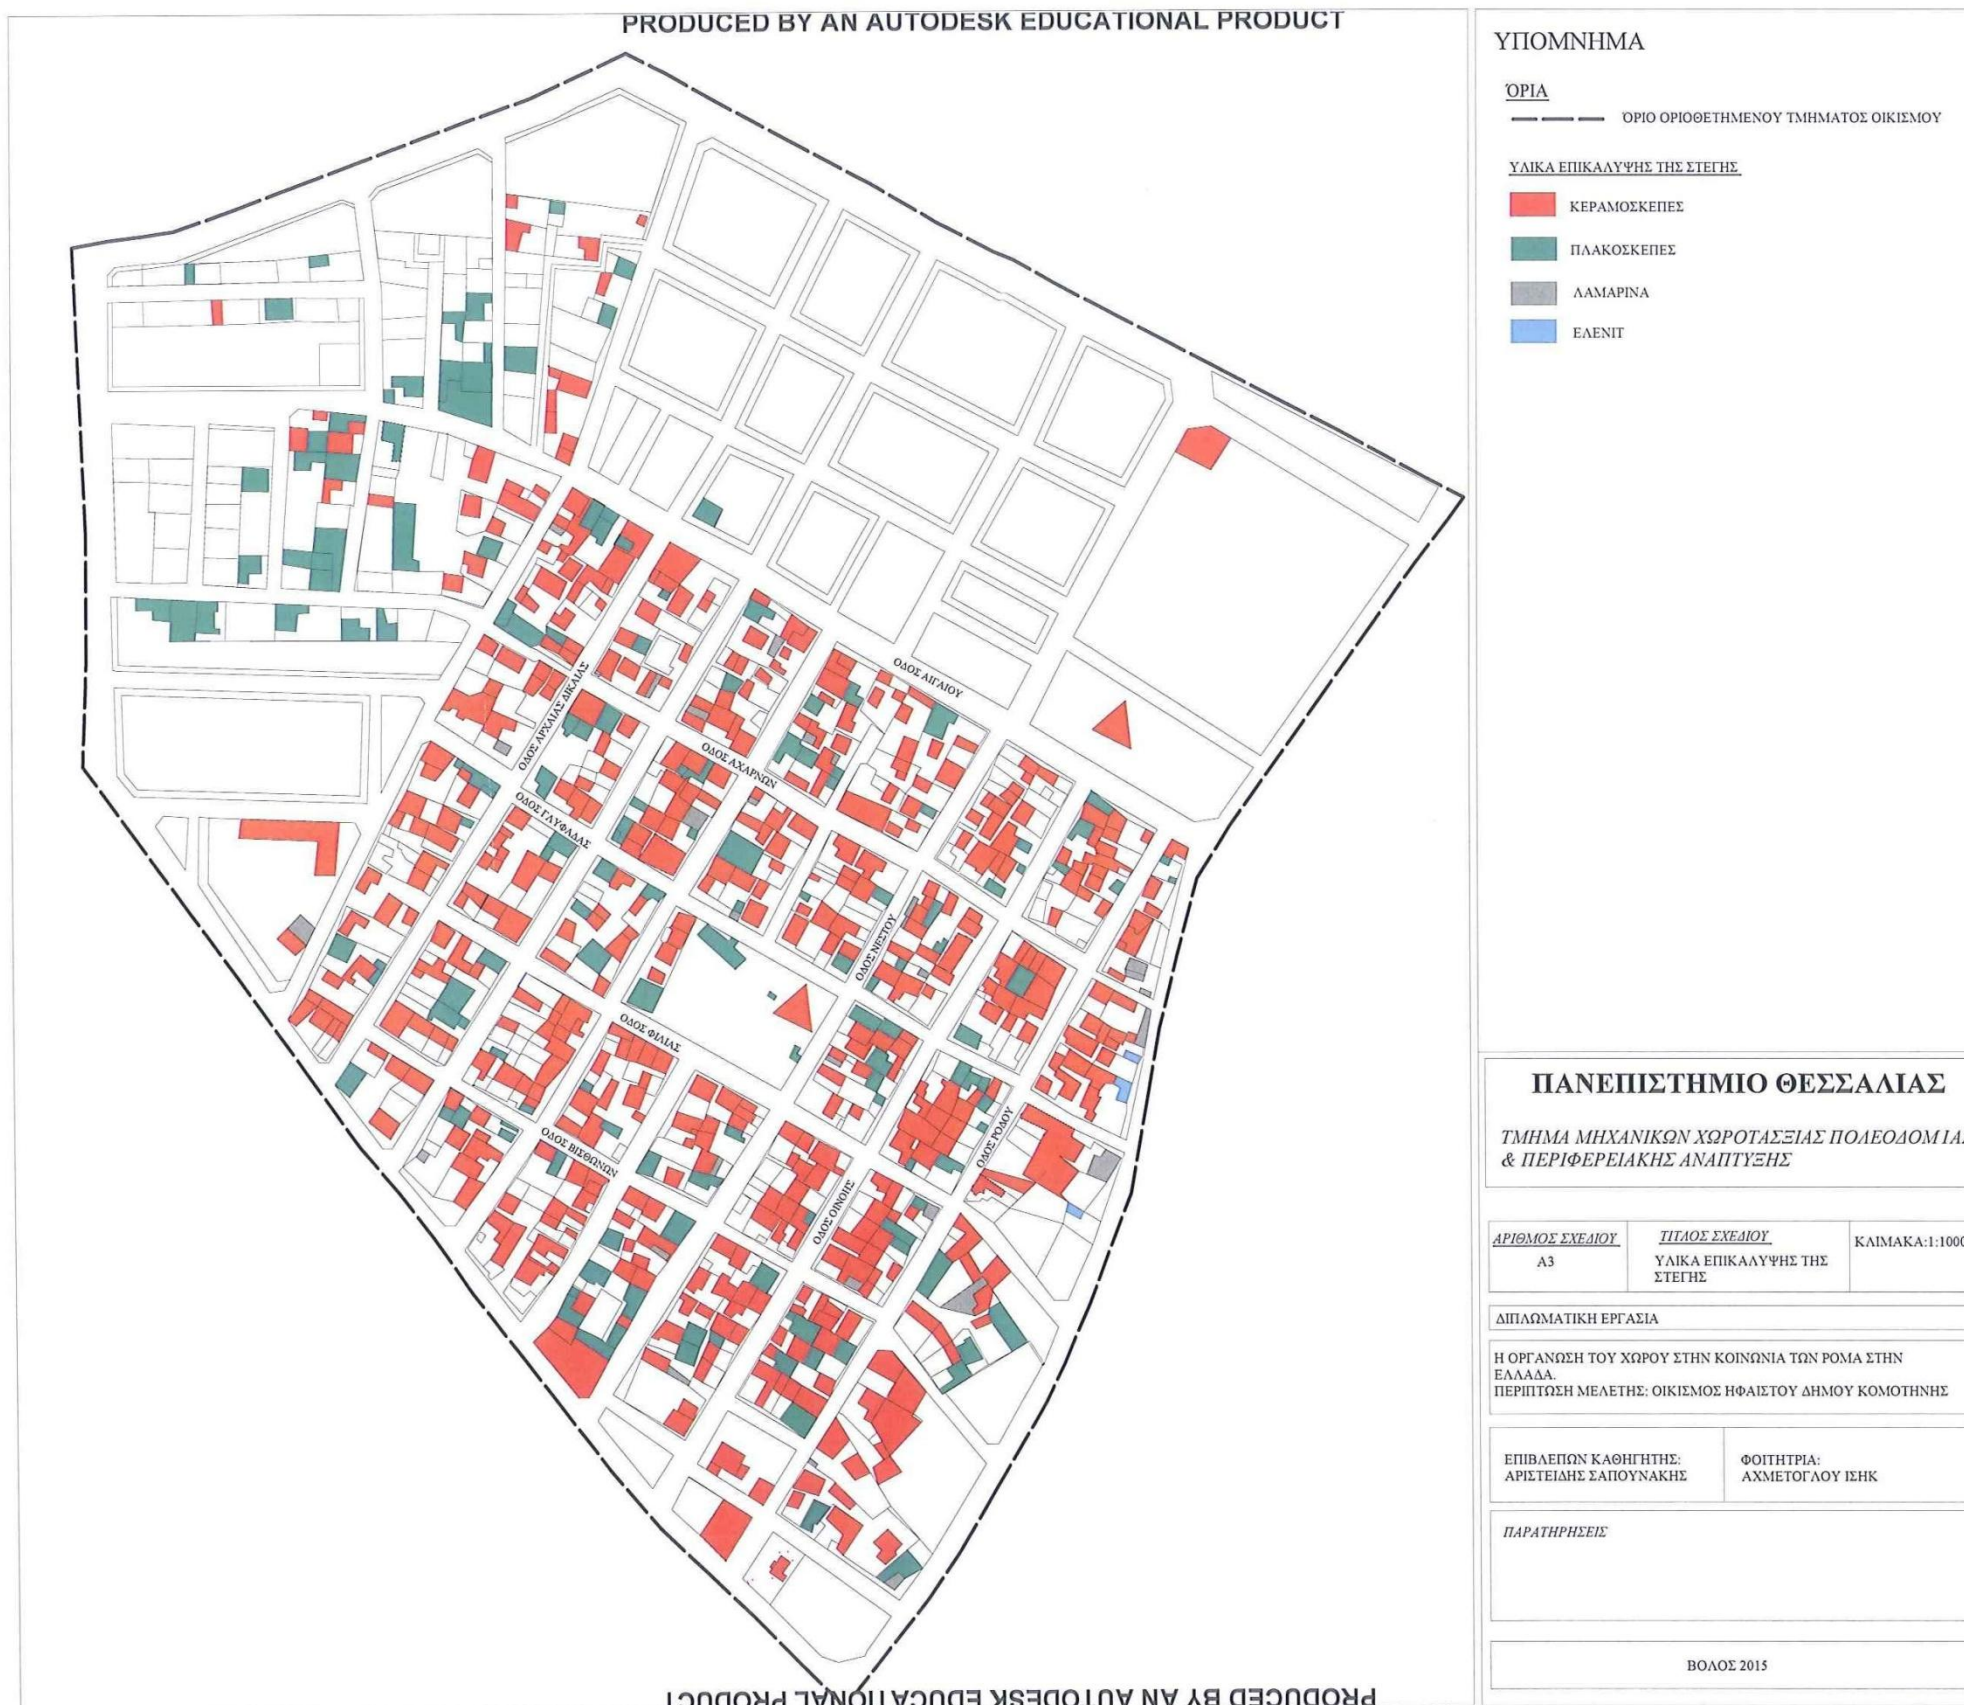 PRODUCED BY AN AUTODESK EDUCATIONAL PRODUCT
ΥΠΟΜΝΗΜΑ
ΌΡΙΑ
ΌΡΙΟ ΟΡΙΟΘΕΤΗΜΕΝΟΥ ΤΜΗΜΑΤΟΣ ΟΙΚΙΣΜΟΥ
ΥΛΙΚΑ ΕΠΙΚΑΛΥΨΗΣ ΤΗΣ ΣΤΕΓΗΣ
ΚΕΡΑΜΟΣΚΕΠΕΣ
ΠΛΑΚΟΣΚΕΠΕΣ
ΛΑΜΑΡΙΝΑ
ΕΛΕΝΙΤ
ΟΔΟΣ ΑΙΓΑΙΟΥ
ΟΔΟΣ ΑΡΧΑΙΑΣ ΔΙΚΑΙΑΣ
ΟΔΟΣ ΑΧΑΡΝΩΝ
ΟΔΟΣ ΓΛΥΦΑΔΑΣ
ΟΔΟΣ ΝΕΣΤΟΥ
ΟΔΟΣ ΦΙΛΙΑΣ
ΟΔΟΣ ΡΟΔΟΥ
ΟΔΟΣ ΒΙΣΘΩΝΩΝ
ΟΔΟΣ ΟΙΝΟΗΣ
ΠΑΝΕΠΙΣΤΗΜΙΟ ΘΕΣΣΑΛΙΑΣ
ΤΜΗΜΑ ΜΗΧΑΝΙΚΩΝ ΧΩΡΟΤΑΣΞΙΑΣ ΠΟΛΕΟΔΟΜΙΑΣ
& ΠΕΡΙΦΕΡΕΙΑΚΗΣ ΑΝΑΠΤΥΞΗΣ
ΑΡΙΘΜΟΣ ΣΧΕΔΙΟΥ
Α3
ΤΙΤΛΟΣ ΣΧΕΔΙΟΥ
ΥΛΙΚΑ ΕΠΙΚΑΛΥΨΗΣ ΤΗΣ
ΣΤΕΓΗΣ
ΚΛΙΜΑΚΑ:1:1000
ΔΙΠΛΩΜΑΤΙΚΗ ΕΡΓΑΣΙΑ
Η ΟΡΓΑΝΩΣΗ ΤΟΥ ΧΩΡΟΥ ΣΤΗΝ ΚΟΙΝΩΝΙΑ ΤΩΝ ΡΟΜΑ ΣΤΗΝ
ΕΛΛΑΔΑ.
ΠΕΡΙΠΤΩΣΗ ΜΕΛΕΤΗΣ: ΟΙΚΙΣΜΟΣ ΗΦΑΙΣΤΟΥ ΔΗΜΟΥ ΚΟΜΟΤΗΝΗΣ
ΕΠΙΒΛΕΠΩΝ ΚΑΘΗΓΗΤΗΣ:
ΑΡΙΣΤΕΙΔΗΣ ΣΑΠΟΥΝΑΚΗΣ
ΦΟΙΤΗΤΡΙΑ:
ΑΧΜΕΤΟΓΛΟΥ ΙΣΗΚ
ΠΑΡΑΤΗΡΗΣΕΙΣ
ΒΟΛΟΣ 2015
PRODUCED BY AN AUTODESK EDUCATIONAL PRODUCT